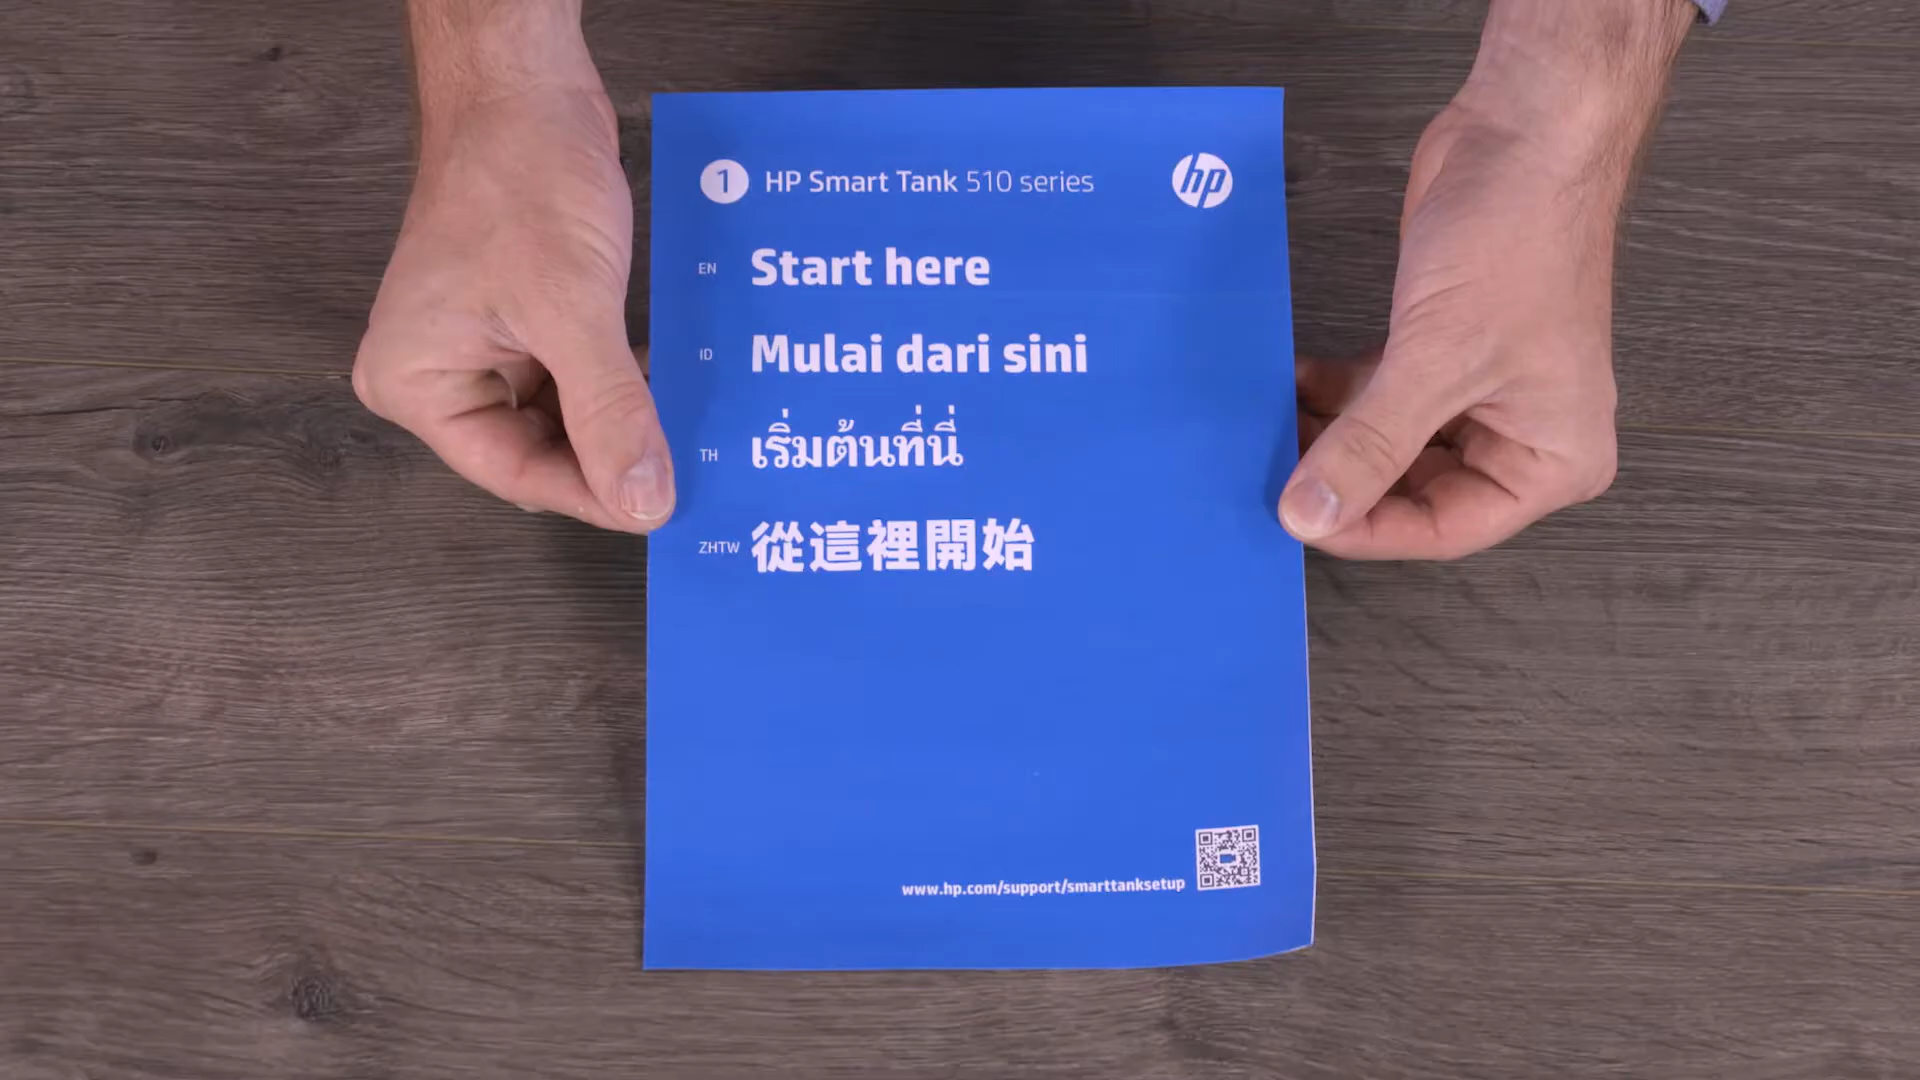 1 HP Smart Tank 510 series hp
EN Start here
ID Mulai dari sini
TH เริ่มต้นที่นี่
ZHTW 從這裡開始
www.hp.com/support/smarttanksetup